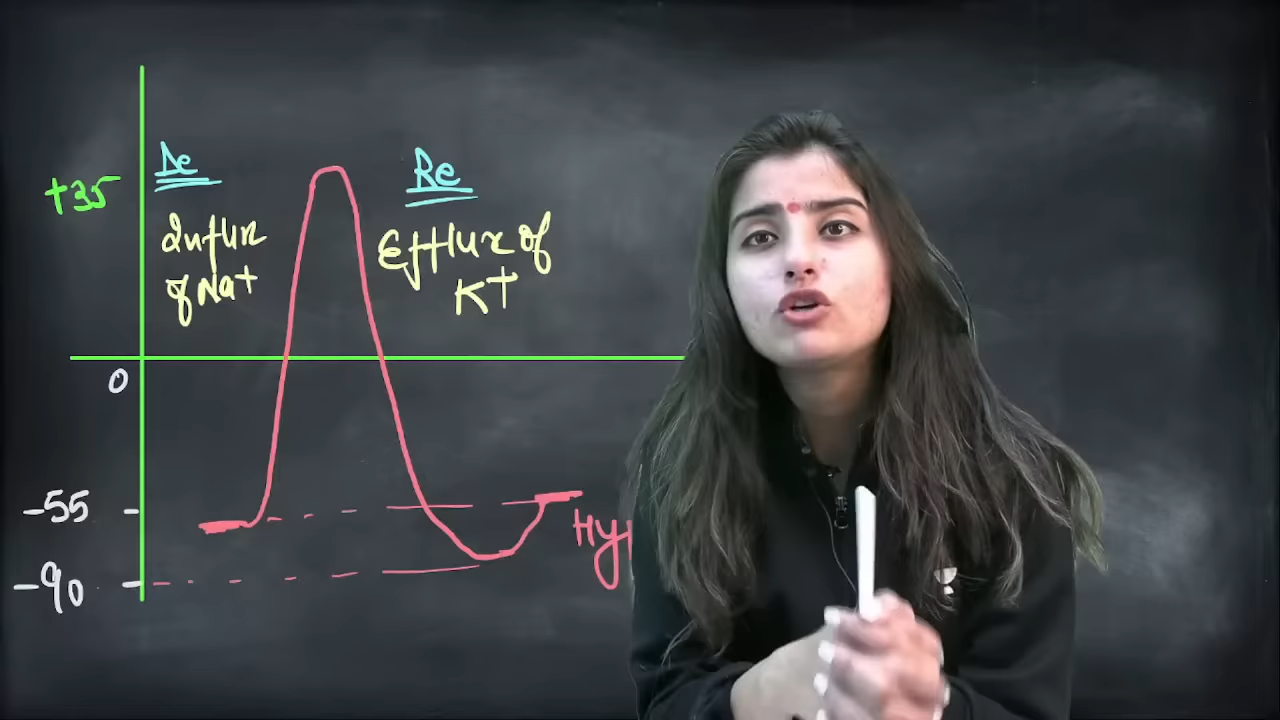 De
Re
+35
Influx
of Na+
Efflux of
K+
0
-55
-90
Hy